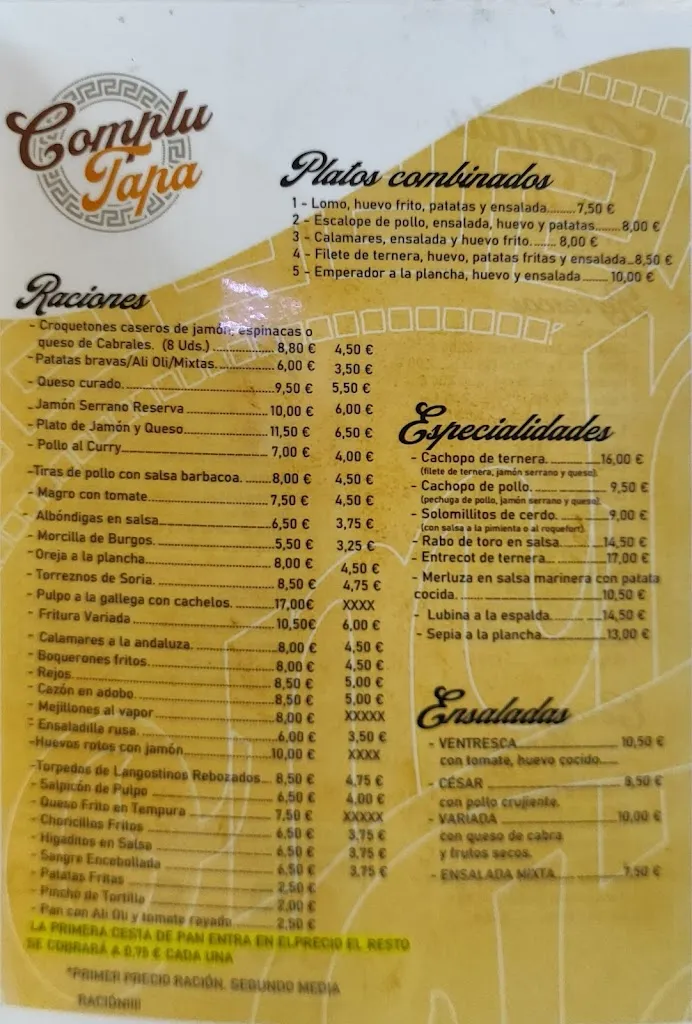 Complu
Tapa
Platos combinados
1 - Lomo, huevo frito, patatas y ensalada.........7,50 €
2 - Escalope de pollo, ensalada, huevo y patatas.......8,00 €
3 - Calamares, ensalada y huevo frito....... 8,00 €
4 - Filete de ternera, huevo, patatas fritas y ensalada..8,50 €
5 - Emperador a la plancha, huevo y ensalada........ 10,00 €
Raciones
- Croquetones caseros de jamón, espinacas o
queso de Cabrales. (8 Uds.) ............... 8,80 € 4,50 €
-Patatas bravas/Ali Oli/Mixtas............... 6,00 € 3,50 €
- Queso curado...............9,50 € 5,50 €
- Jamón Serrano Reserva ............... 10,00 € 6,00 €
- Plato de Jamón y Queso............... 11,50 € 6,50 €
- Pollo al Curry............... 7,00 € 4,00 €
-Tiras de pollo con salsa barbacoa. .......8,00 € 4,50 €
- Magro con tomate............... 7,50 € 4,50 €
- Albóndigas en salsa...............6,50 € 3,75 €
- Morcilla de Burgos............... 5,50 € 3,25 €
-Oreja a la plancha............... 8,00 € 4,50 €
- Torreznos de Soria. ............... 8,50 € 4,75 €
- Pulpo a la gallega con cachelos. .........17,00€ XXXX
- Fritura Variada ...............10,50€ 6,00 €
- Calamares a la andaluza. ...............8,00 € 4,50 €
- Boquerones fritos. ...............8,00 € 4,50 €
- Rejos. ............... 8,50 € 5,00 €
- Cazón en adobo. ............... 8,50 € 5,00 €
- Mejillones al vapor ............... 8,00 € XXXXX
- Ensaladilla rusa. ............... 6,00 € 3,50 €
-Huevos rotos con jamón...............10,00 € XXXX
-Torpedos de Langostinos Rebozados... 8,50 € 4,75 €
- Salpicón de Pulpo ............... 6,50 € 4,00 €
- Queso Frito en Tempura ............... 7,50 € XXXXX
- Choricillos Fritos ............... 6,50 € 3,75 €
- Higaditos en Salsa ............... 6,50 € 3,75 €
- Sangre Encebollada ............... 6,50 € 3,75 €
- Patatas Fritas ............... 2,50 €
- Pincho de Tortilla ............... 2,00 €
- Pan con Ali Oli y tomate rayado ......... 2,50 €
LA PRIMERA CESTA DE PAN ENTRA EN ELPRECIO EL RESTO
SE COBRARÁ A 0,75 € CADA UNA
*PRIMER PRECIO RACIÓN, SEGUNDO MEDIA
RACIÓN!!!!
Especialidades
- Cachopo de ternera. ............16,00 €
(filete de ternera, jamón serrano y queso).
- Cachopo de pollo. ............ 9,50 €
(pechuga de pollo, jamón serrano y queso).
- Solomillitos de cerdo. ............9,00 €
(con salsa a la pimienta o al roquefort).
- Rabo de toro en salsa. .........14,50 €
- Entrecot de ternera............17,00 €
- Merluza en salsa marinera con patata
cocida. ............10,50 €
- Lubina a la espalda. .........14,50 €
- Sepia a la plancha............13,00 €
Ensaladas
- VENTRESCA............ 10,50 €
con tomate, huevo cocido.....
- CÉSAR ............ 8,50 €
con pollo crujiente.
- VARIADA ............ 10,00 €
con queso de cabra
y frutos secos.
- ENSALADA MIXTA............7,50 €